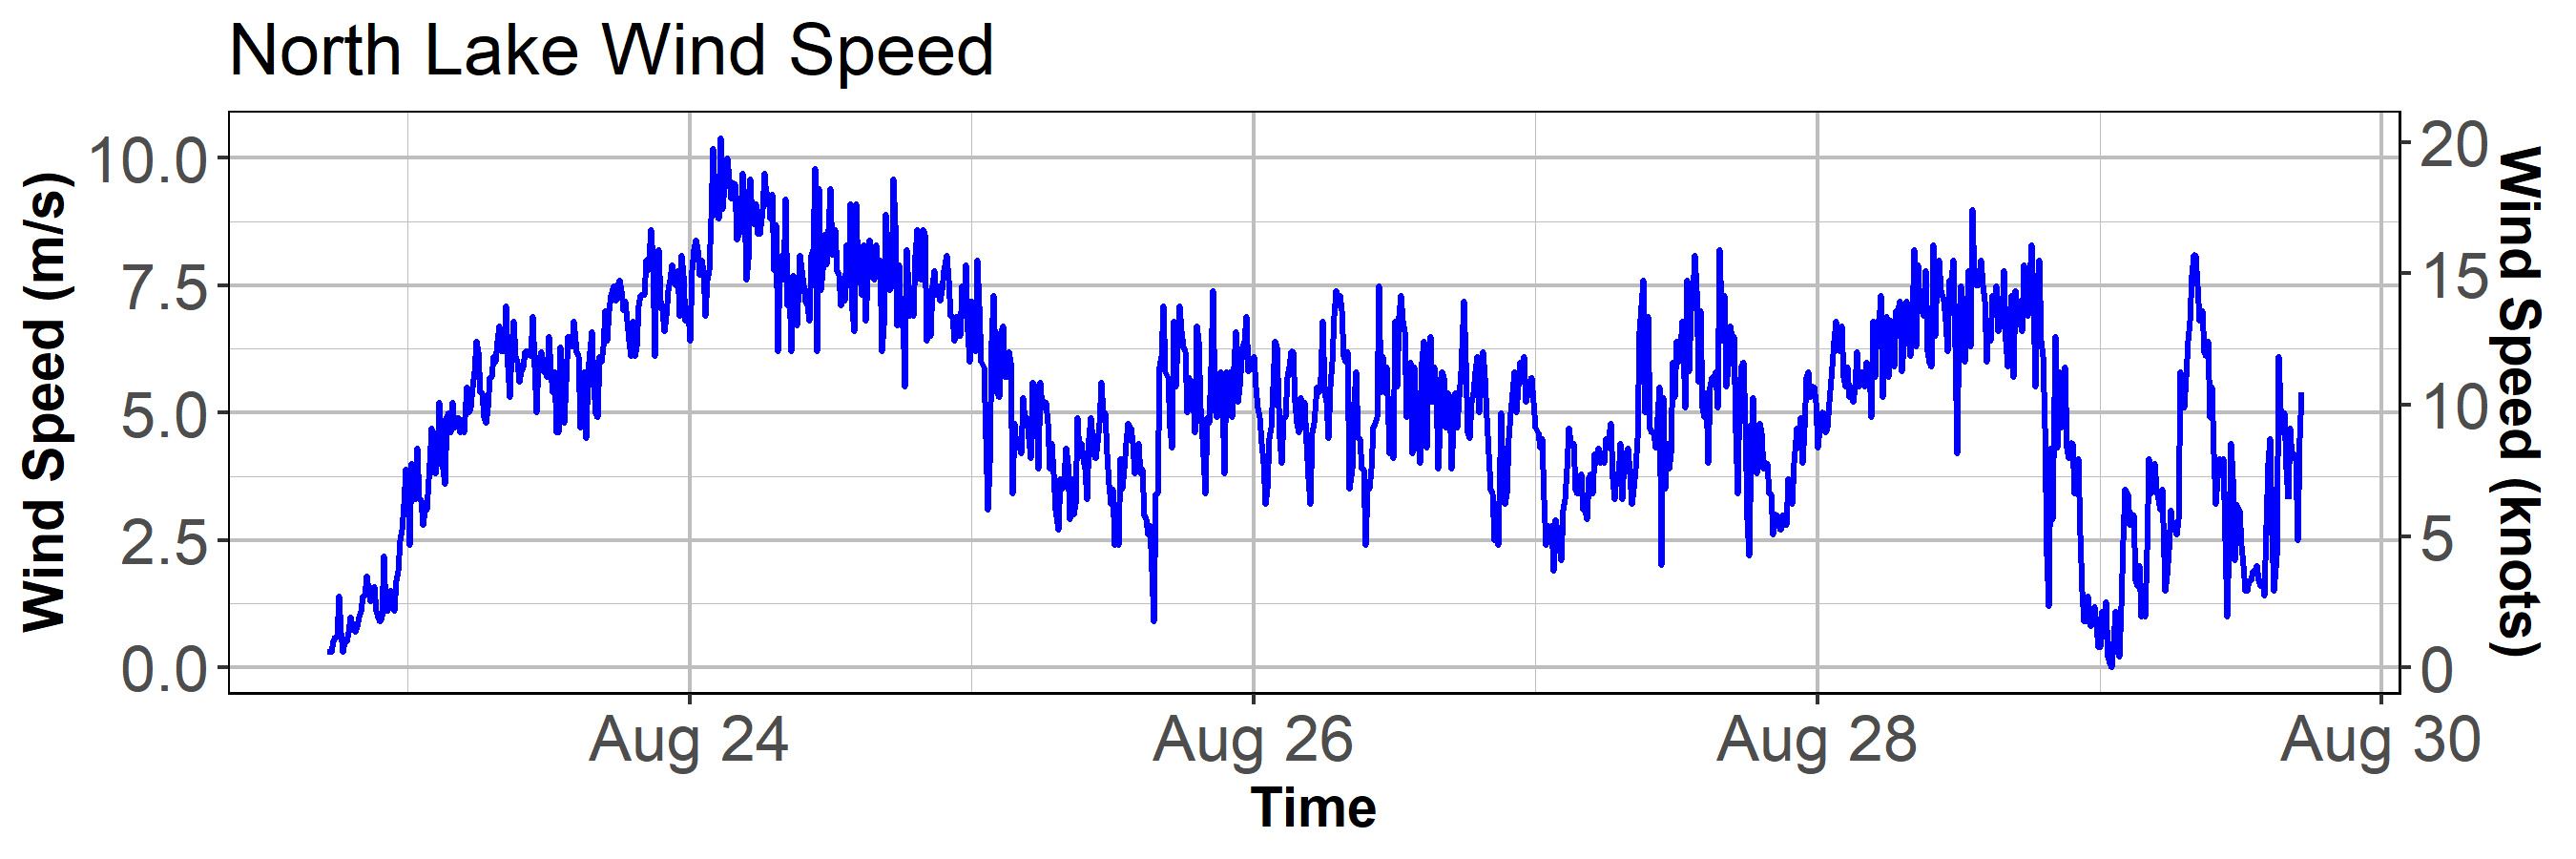 North Lake Wind Speed
Wind Speed (m/s)
10.0
7.5
5.0
2.5
0.0
20
15
10
5
0
Wind Speed (knots)
Aug 24
Aug 26
Aug 28
Aug 30
Time